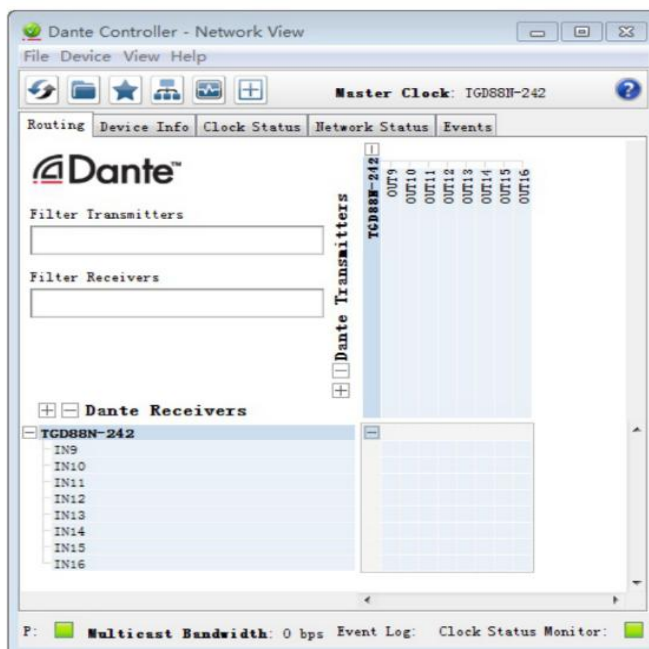 Dante Controller - Network View
File Device View Help
Master Clock: TGD88N-242
Routing Device Info Clock Status Network Status Events
Dante™
Filter Transmitters
Filter Receivers
Dante Transmitters
TGD88N-242
OUT9
OUT10
OUT11
OUT12
OUT13
OUT14
OUT15
OUT16
Dante Receivers
TGD88N-242
IN9
IN10
IN11
IN12
IN13
IN14
IN15
IN16
P: Multicast Bandwidth: 0 bps Event Log: Clock Status Monitor: